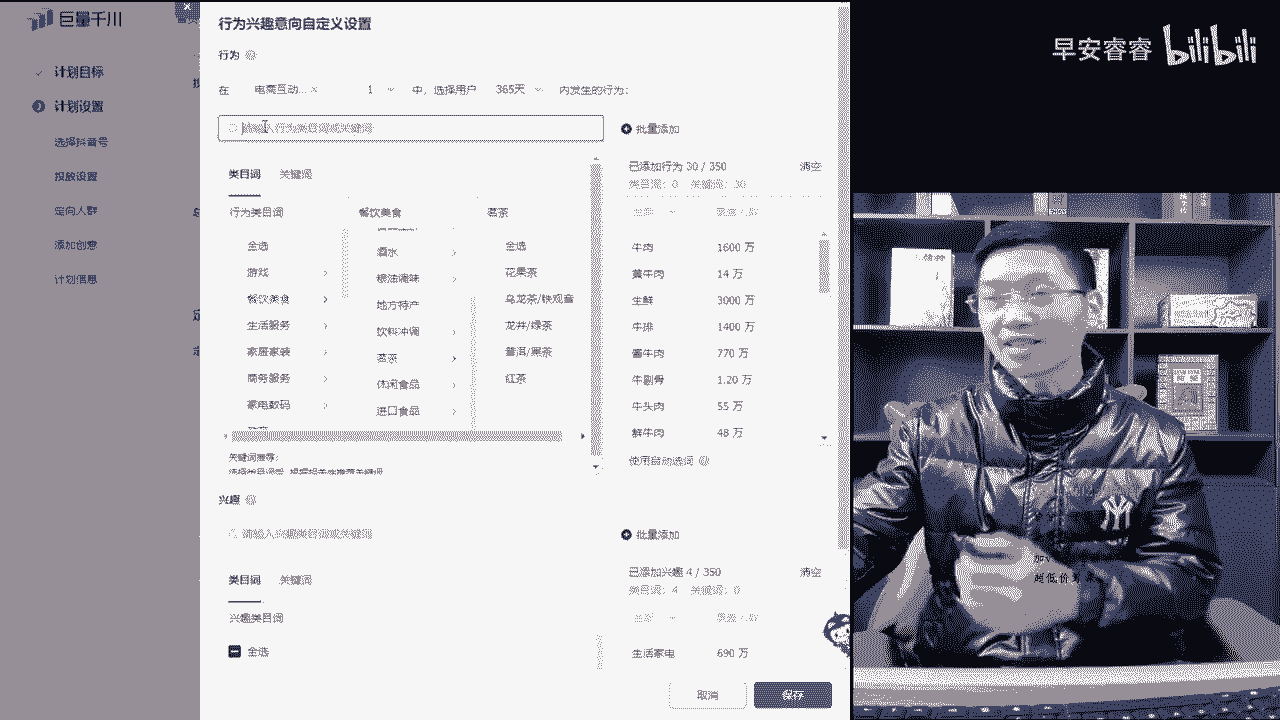 巨量千川
计划目标
计划设置
选择抖音号
投放设置
定向人群
添加创意
计划信息
行为兴趣意向自定义设置
行为
在 电商互动... × 1 中，选择用户 365天 内发生的行为：
批量添加
类目词 关键词
行为类目词 餐饮美食 茗茶
全选
游戏
餐饮美食
生活服务
家居家装
商务服务
家电数码
酒水
粮油调味
地方特产
饮料冲调
茗茶
休闲食品
进口食品
全选
花果茶
乌龙茶/铁观音
龙井/绿茶
普洱/黑茶
红茶
关键词推荐：
已添加行为 30 / 350 清空
类目词：0 关键词：30
牛肉 1600 万
黄牛肉 14 万
生鲜 3000 万
牛排 1400 万
酱牛肉 770 万
牛副骨 1.20 万
牛头肉 55 万
鲜牛肉 48 万
使用自动选词
兴趣
请输入兴趣类目词或关键词
批量添加
类目词 关键词
兴趣类目词
全选
已添加兴趣 4 / 350 清空
类目词：4 关键词：0
生活家电 690 万
取消 保存
早安睿睿 bilibili